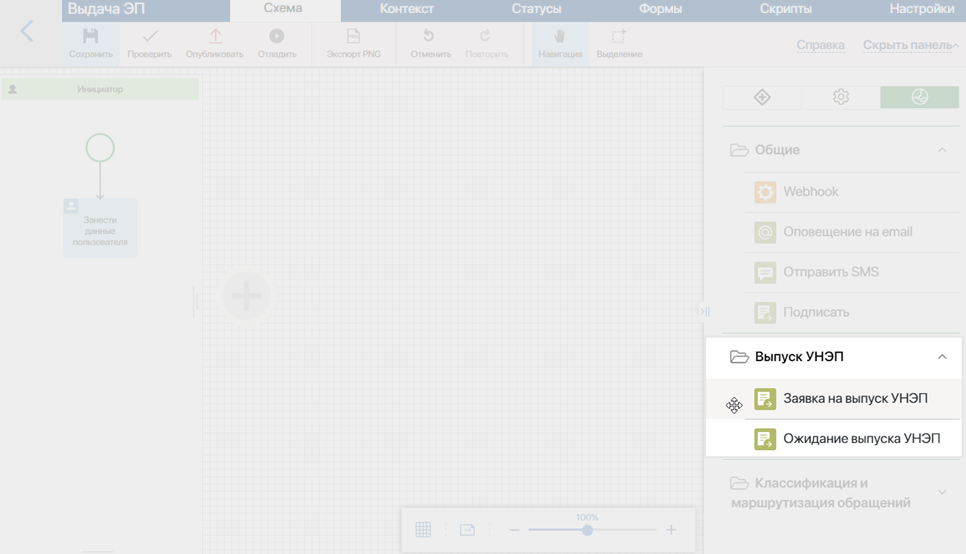 Выдача ЭП
Схема
Контекст
Статусы
Формы
Скрипты
Настройки
Сохранить
Проверить
Опубликовать
Отладить
Экспорт PNG
Отменить
Повторить
Навигация
Выделение
Справка
Скрыть панель
Инициатор
Занести
данные
пользователя
Общие
Webhook
Оповещение на email
Отправить SMS
Подписать
Выпуск УНЭП
Заявка на выпуск УНЭП
Ожидание выпуска УНЭП
Классификация и
маршрутизация обращений
100%